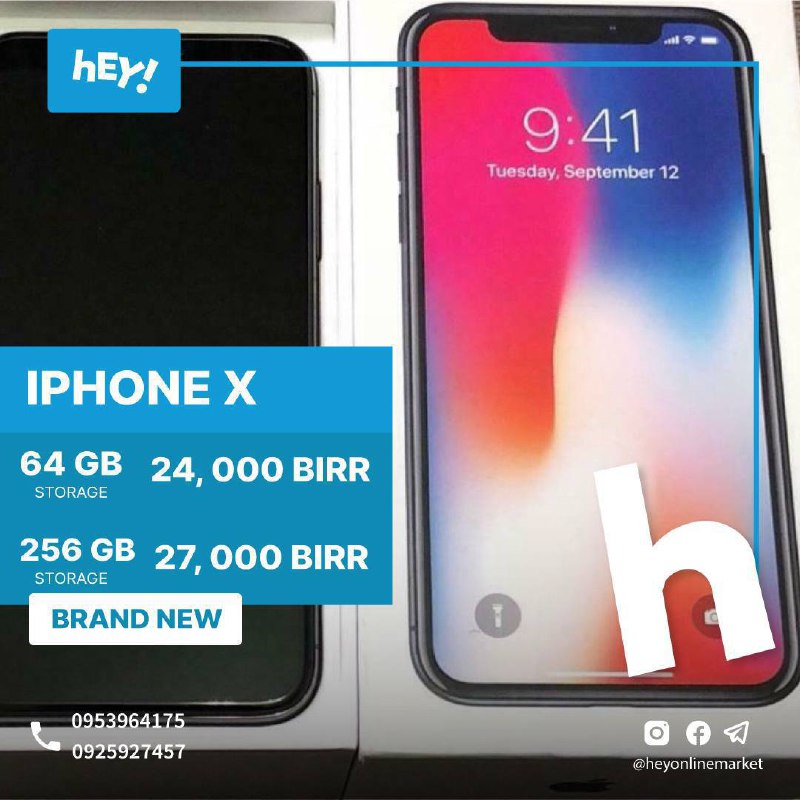 hEY!
9:41
Tuesday, September 12
IPHONE X
64 GB
STORAGE
24, 000 BIRR
256 GB
STORAGE
27, 000 BIRR
BRAND NEW
h
0953964175
0925927457
@heyonlinemarket